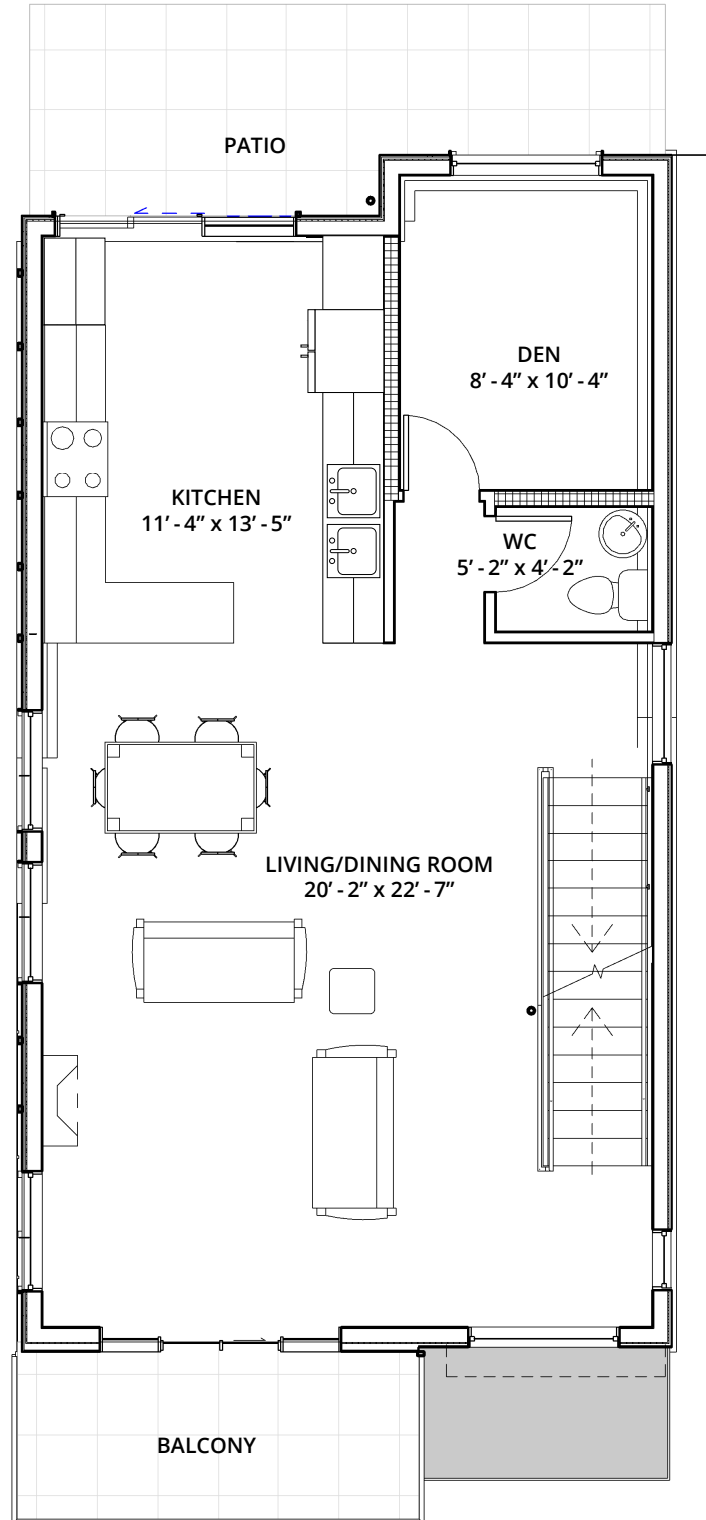 PATIO
DEN
8' - 4” x 10' - 4”
KITCHEN
11' - 4” x 13' - 5”
WC
5' - 2” x 4' - 2”
LIVING/DINING ROOM
20' - 2” x 22' - 7”
BALCONY